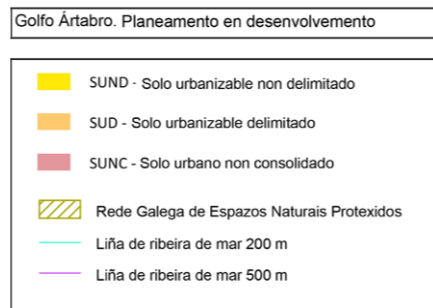 Golfo Ártabro. Planeamento en desenvolvemento
SUND - Solo urbanizable non delimitado
SUD - Solo urbanizable delimitado
SUNC - Solo urbano non consolidado
Rede Galega de Espazos Naturais Protexidos
Liña de ribeira de mar 200 m
Liña de ribeira de mar 500 m